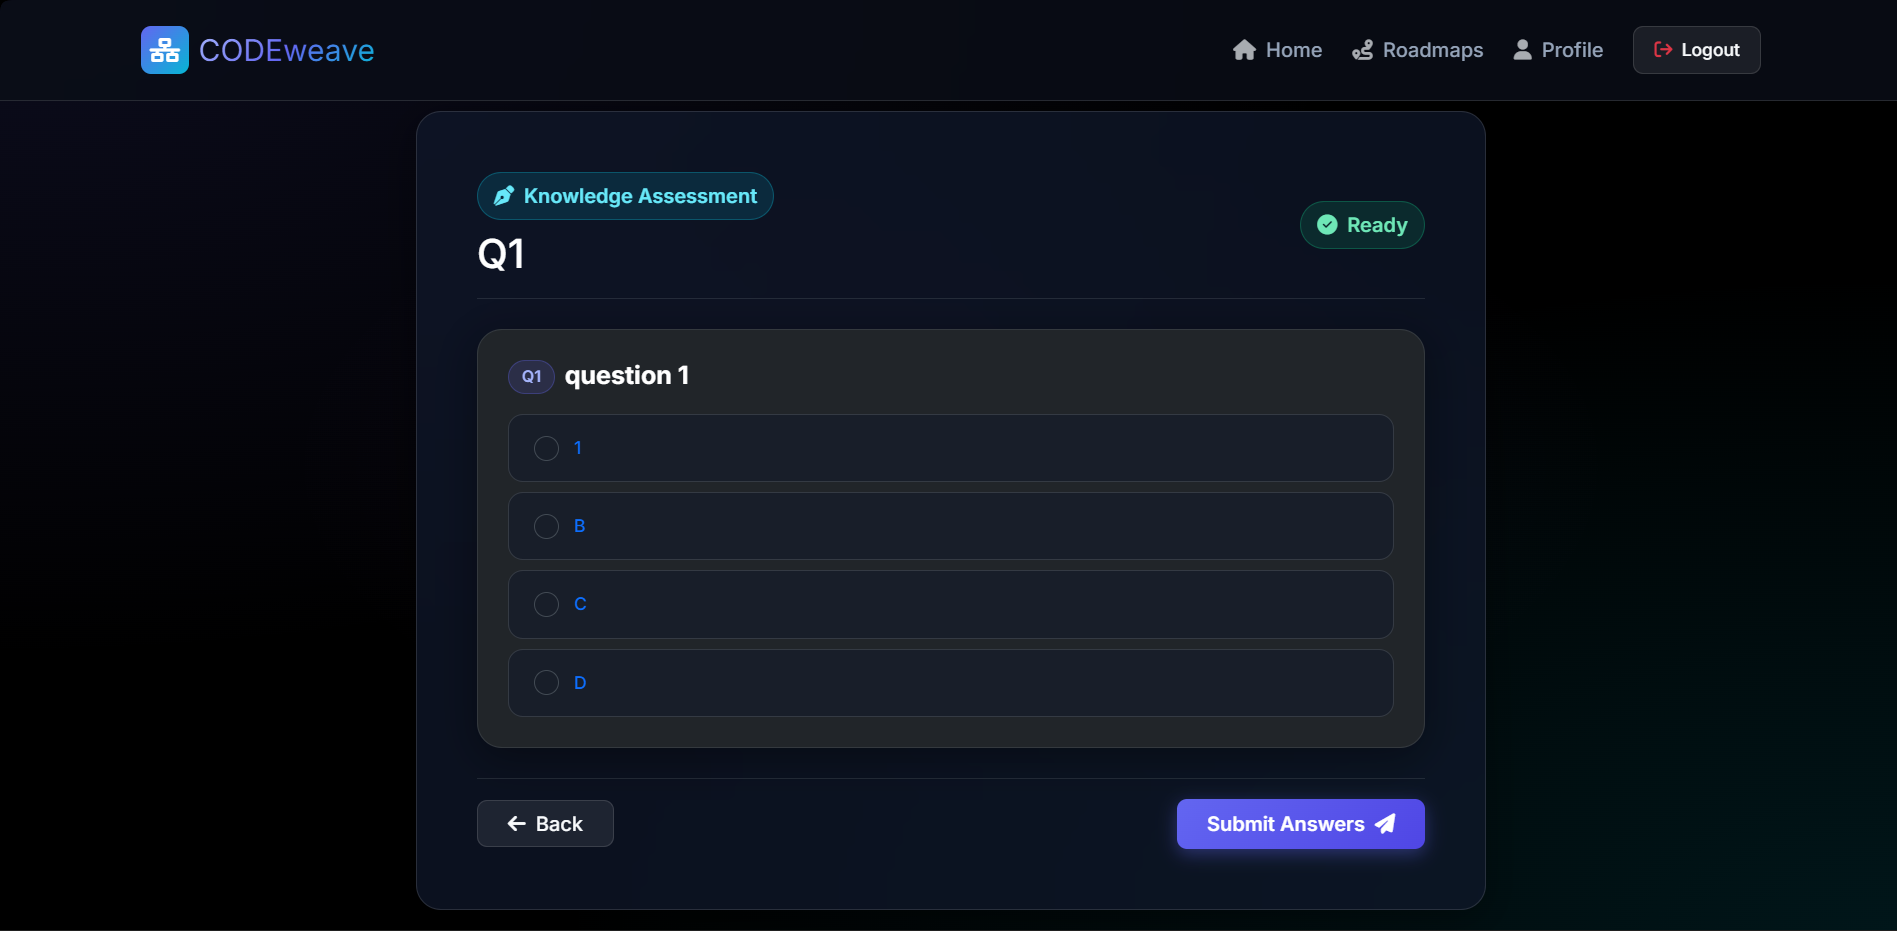 CODEweave
Home
Roadmaps
Profile
Logout
Knowledge Assessment
Q1
Ready
Q1 question 1
1
B
C
D
Back
Submit Answers